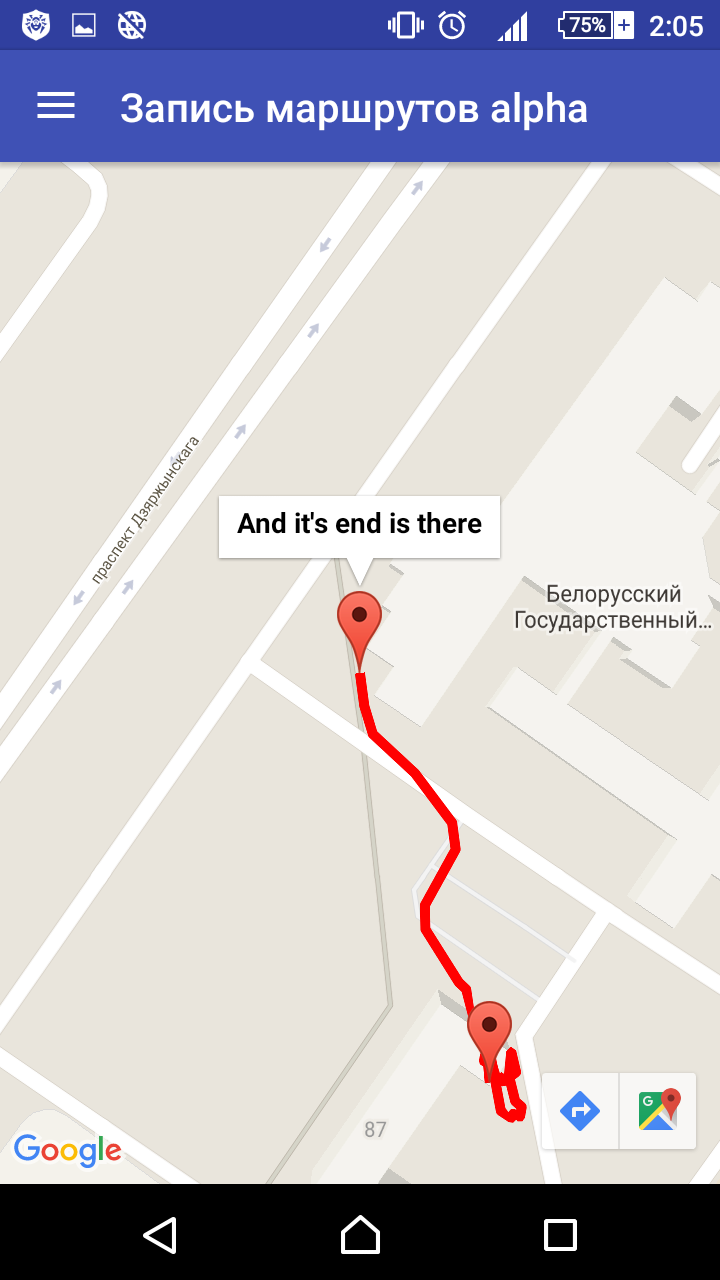 75%
2:05
Запись маршрутов alpha
праспект Дзяржынскага
And it's end is there
Белорусский
Государственный...
87
G
Google